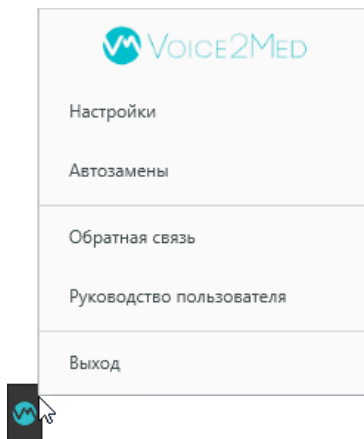 VOICE2MED
Настройки
Автозамены
Обратная связь
Руководство пользователя
Выход